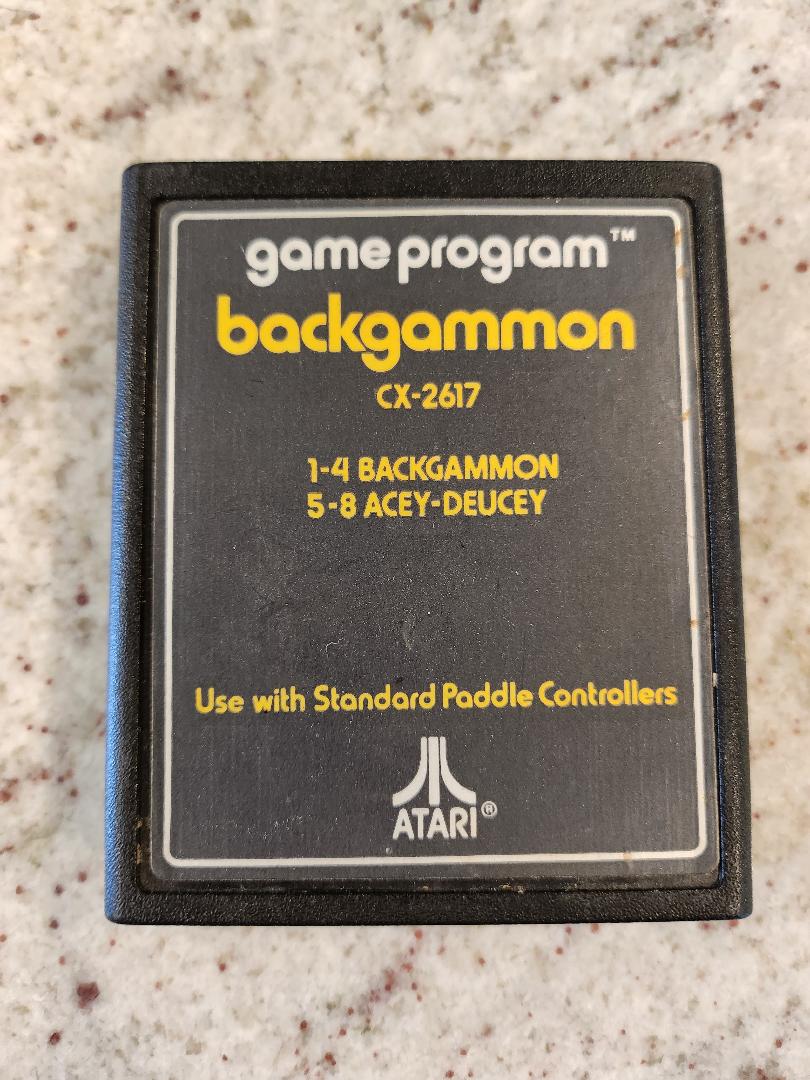 game program™
backgammon
CX-2617
1-4 BACKGAMMON
5-8 ACEY-DEUCEY
Use with Standard Paddle Controllers
ATARI®